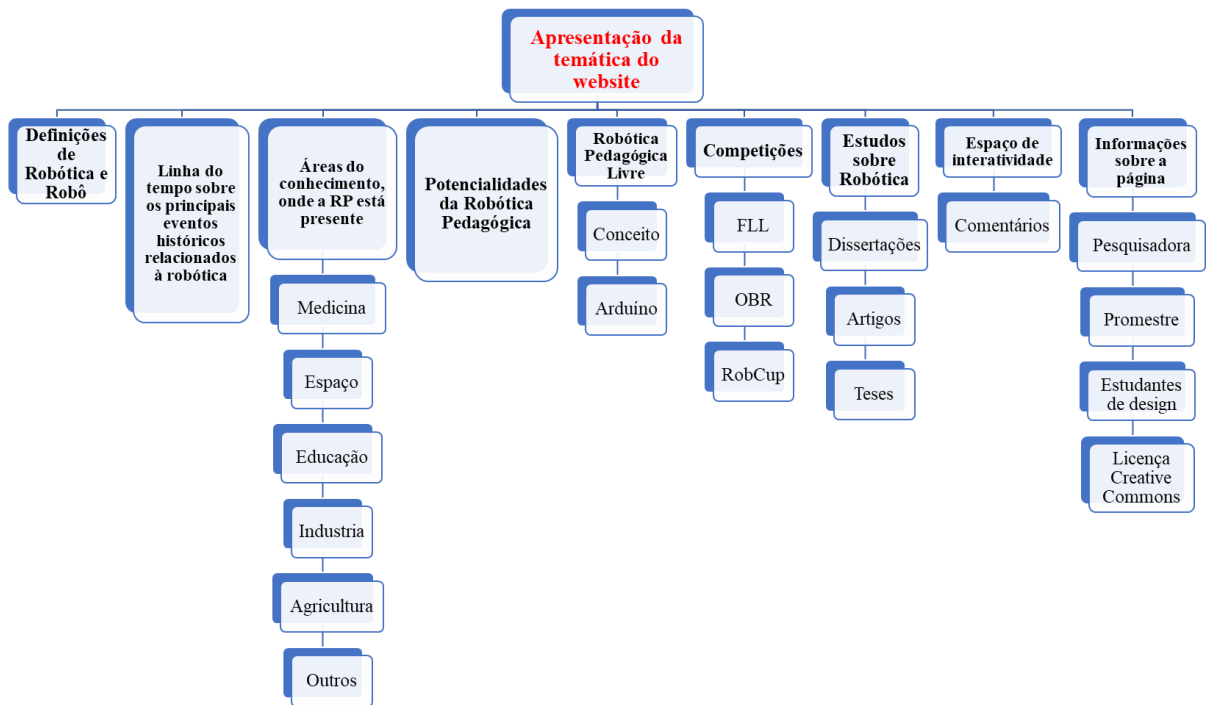 Apresentação da
temática do
website
Definições
de
Robótica e
Robô
Linha do
tempo sobre
os principais
eventos
históricos
relacionados
à robótica
Áreas do
conhecimento,
onde a RP está
presente
Medicina
Espaço
Educação
Industria
Agricultura
Outros
Potencialidades
da Robótica
Pedagógica
Robótica
Pedagógica
Livre
Conceito
Arduíno
Competições
FLL
OBR
RobCup
Estudos
sobre
Robótica
Dissertações
Artigos
Teses
Espaço de
interatividade
Comentários
Informações
sobre a
página
Pesquisadora
Promestre
Estudantes
de design
Licença
Creative
Commons